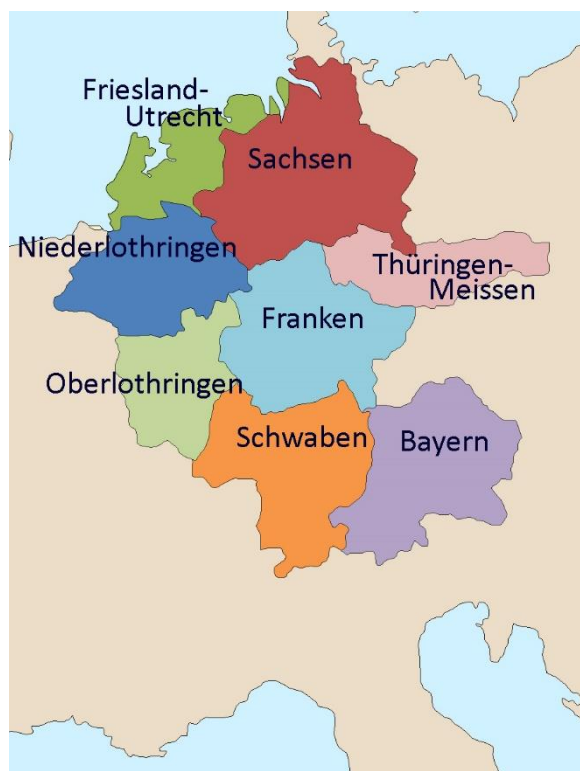 Friesland-
Utrecht
Sachsen
Niederlothringen
Thüringen-
Meissen
Franken
Oberlothringen
Schwaben
Bayern